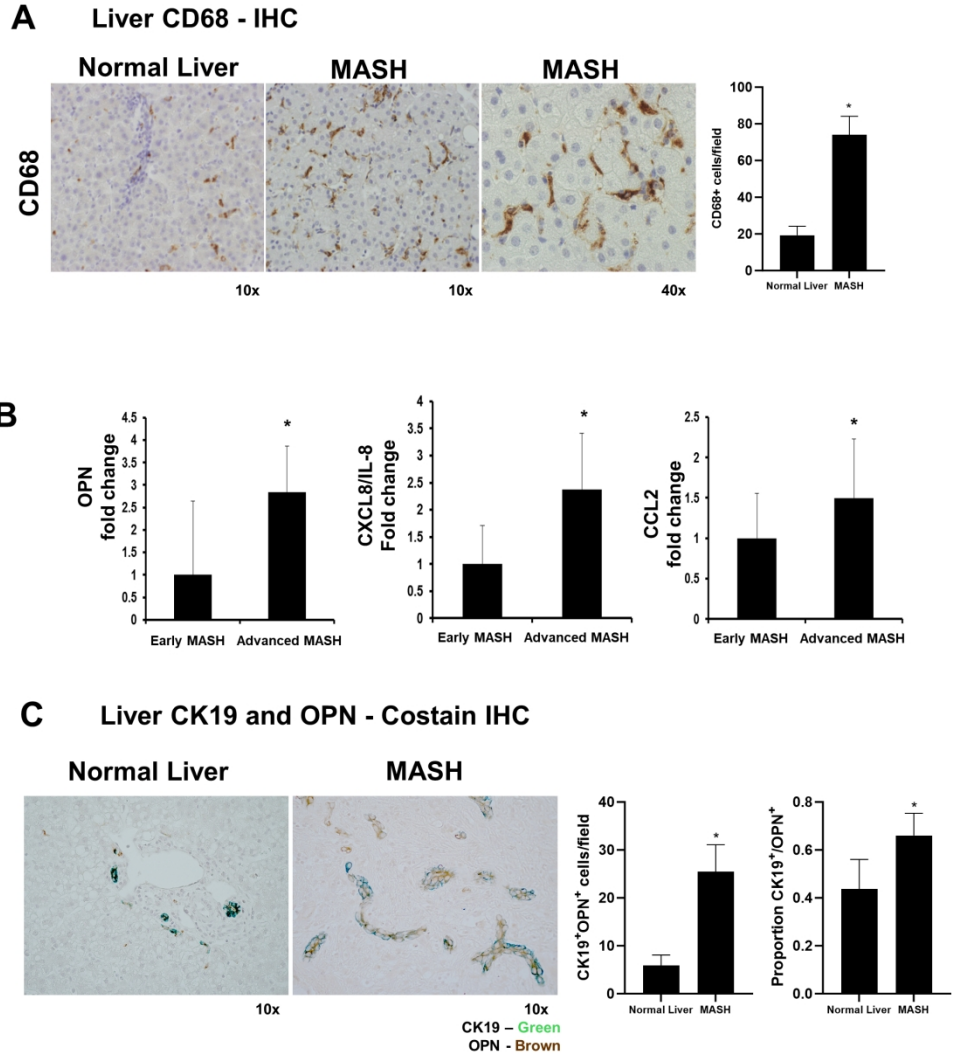 A Liver CD68 - IHC
Normal Liver MASH MASH
CD68
10x 10x 40x
CD68+ cells/field
100
80
60
40
20
0
Normal Liver MASH
*
B
OPN
fold change
4.5
4
3.5
3
2.5
2
1.5
1
0.5
0
*
Early MASH Advanced MASH
CXCL8/IL-8
Fold change
4
3.5
3
2.5
2
1.5
1
0.5
0
*
Early MASH Advanced MASH
CCL2
fold change
2.5
2
1.5
1
0.5
0
*
Early MASH Advanced MASH
C Liver CK19 and OPN - Costain IHC
Normal Liver MASH
10x 10x
CK19 – Green
OPN - Brown
CK19⁺OPN⁺ cells/field
40
30
20
10
0
*
Normal Liver MASH
Proportion CK19⁺/OPN⁺
0.8
0.6
0.4
0.2
0.0
*
Normal Liver MASH